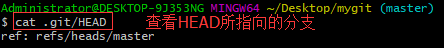 Administrator@DESKTOP-9J353NG MINGW64 ~/Desktop/mygit (master)
$ cat .git/HEAD 查看HEAD所指向的分支
ref: refs/heads/master